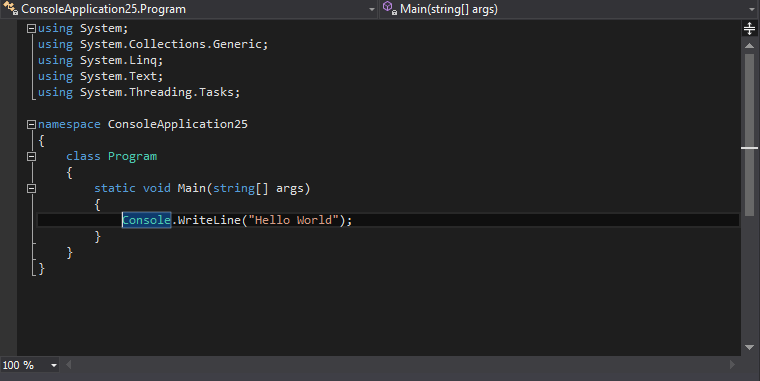 ConsoleApplication25.Program
Main(string[] args)
using System;
using System.Collections.Generic;
using System.Linq;
using System.Text;
using System.Threading.Tasks;
namespace ConsoleApplication25
{
class Program
{
static void Main(string[] args)
{
Console.WriteLine("Hello World");
}
}
}
100 %